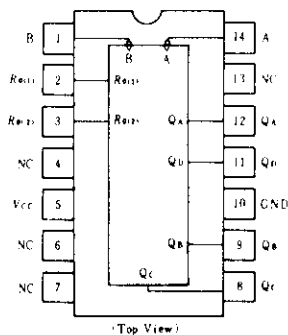 B 1 14 A
B A
R0(1) 2 R0(2) 13 NC
R0(2) 3 R0(2) QA 12 QA
NC 4 QD 11 QD
VCC 5 10 GND
NC 6 QB 9 QB
NC 7 QC 8 QC
(Top View)